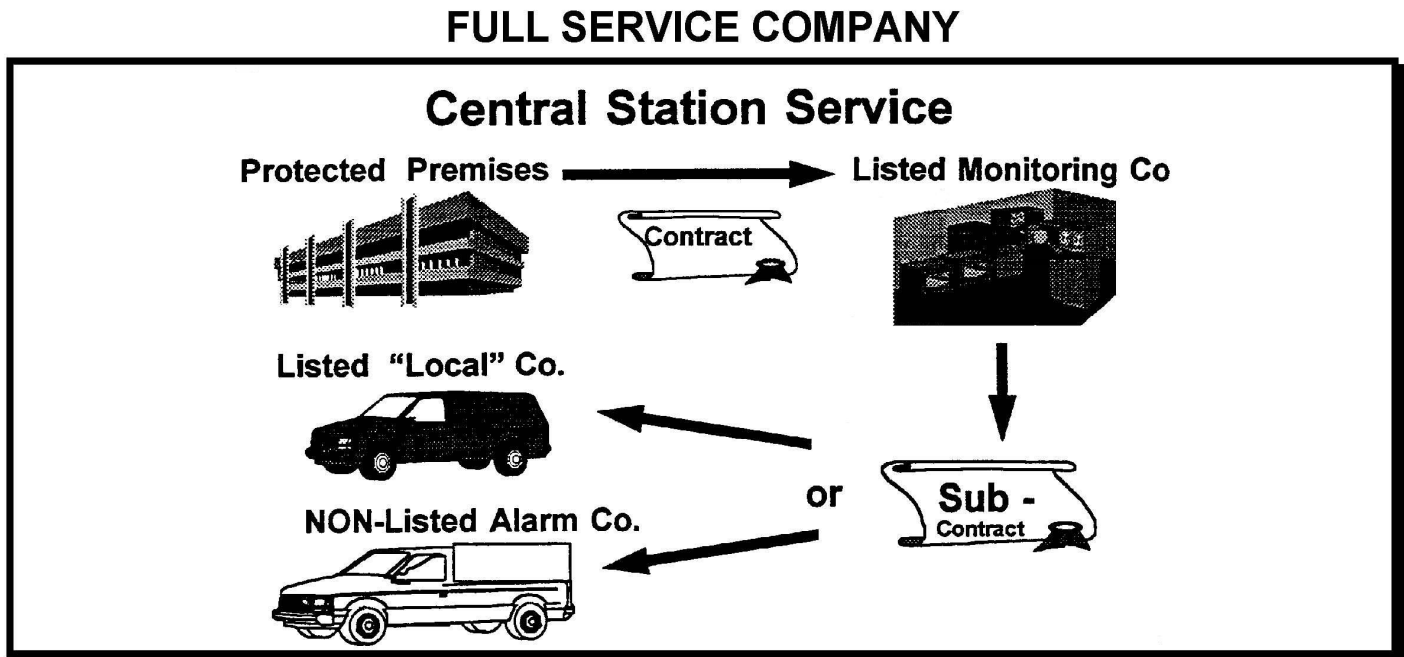 FULL SERVICE COMPANY
Central Station Service
Protected Premises
Listed Monitoring Co
Contract
Listed “Local” Co.
or
Sub -
Contract
NON-Listed Alarm Co.